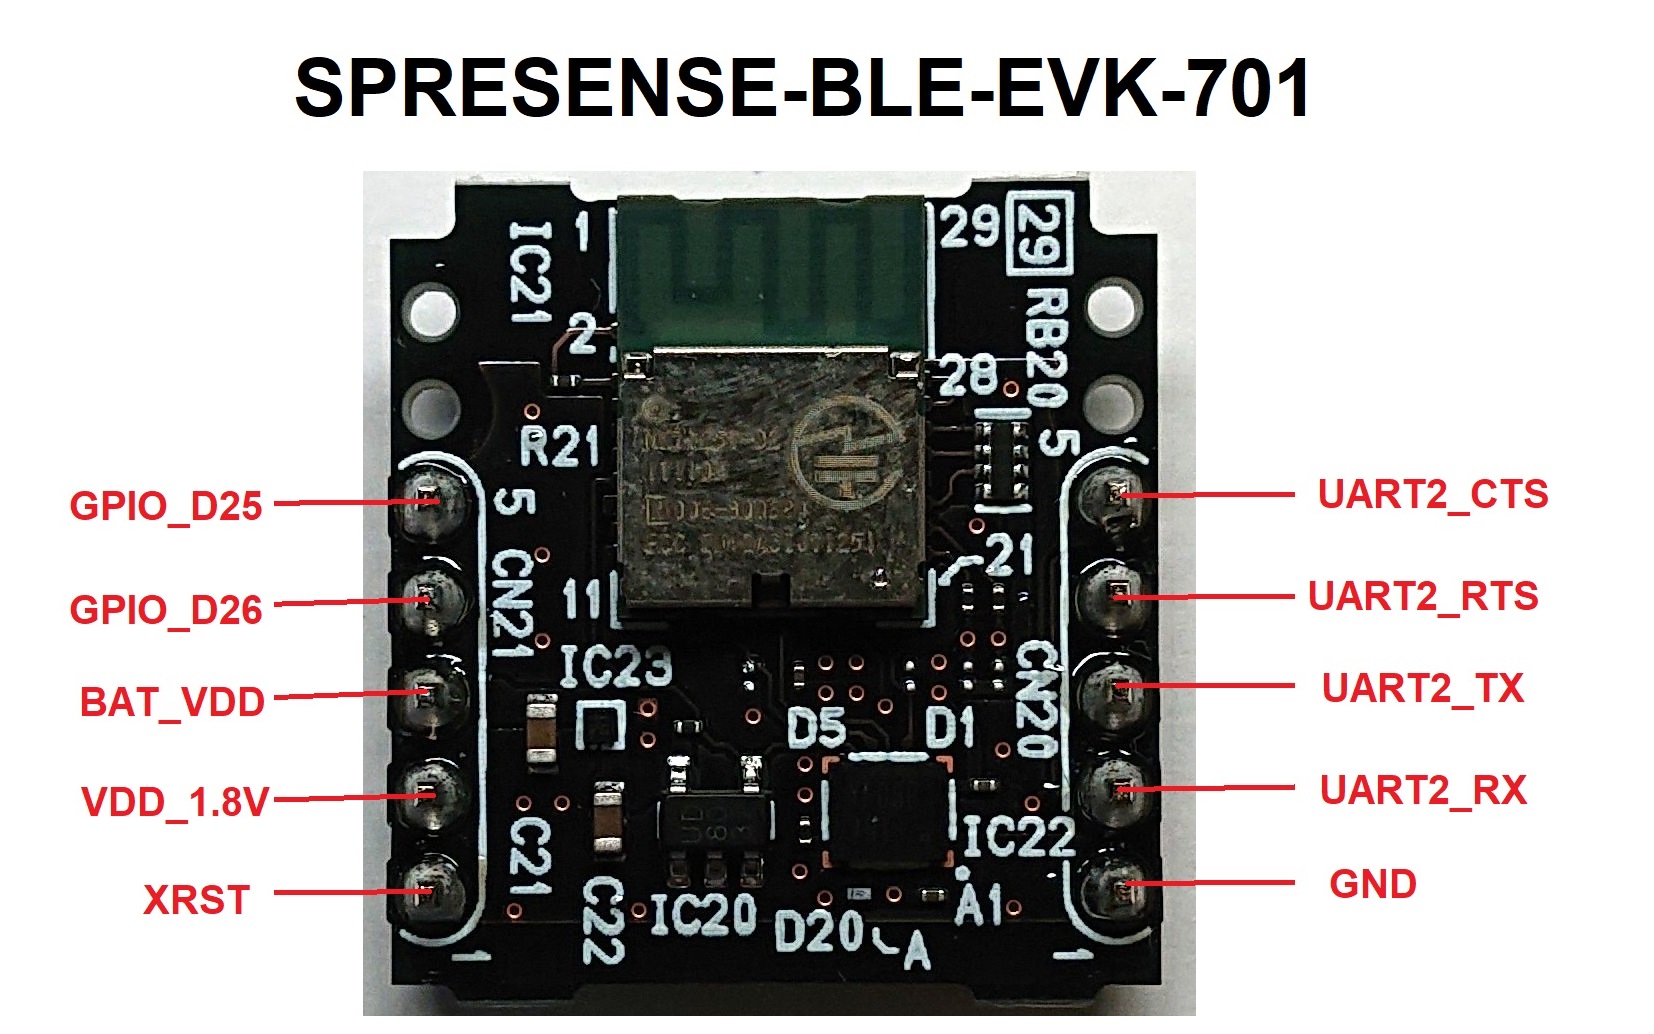 SPRESENSE-BLE-EVK-701
IC21
1
29
29
RB20
2
28
R21
5
5
GPIO_D25
UART2_CTS
21
CN21
GPIO_D26
UART2_RTS
11
IC23
CN20
BAT_VDD
UART2_TX
D5
D1
VDD_1.8V
UART2_RX
C21
IC22
XRST
GND
C22
IC20
D20
A
A1
1
1